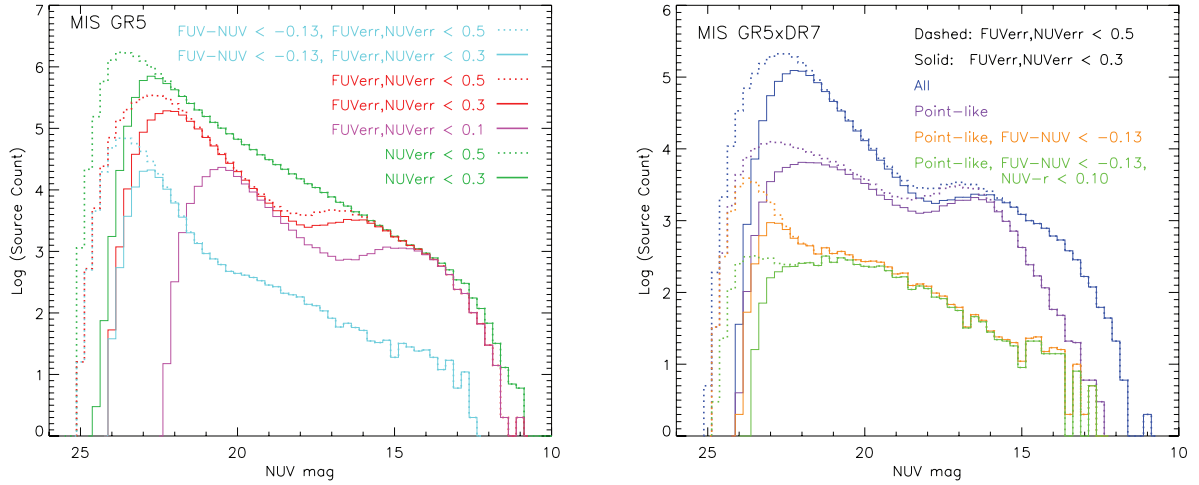 MIS GR5
FUV-NUV < -0.13, FUVerr,NUVerr < 0.5
FUV-NUV < -0.13, FUVerr,NUVerr < 0.3
FUVerr,NUVerr < 0.5
FUVerr,NUVerr < 0.3
FUVerr,NUVerr < 0.1
NUVerr < 0.5
NUVerr < 0.3
Log (Source Count)
7
6
5
4
3
2
1
0
25
20
15
10
NUV mag
MIS GR5xDR7
Dashed: FUVerr,NUVerr < 0.5
Solid: FUVerr,NUVerr < 0.3
All
Point-like
Point-like, FUV-NUV < -0.13
Point-like, FUV-NUV < -0.13,
NUV-r < 0.10
Log (Source Count)
6
5
4
3
2
1
0
25
20
15
10
NUV mag